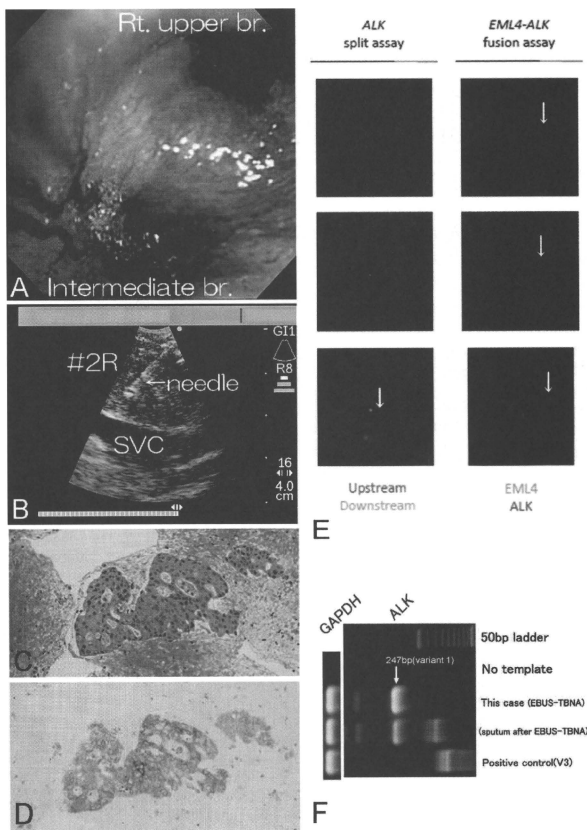 Rt. upper br.
Intermediate br.
A
#2R
←needle
SVC
GI1
R8
16
4.0
cm
B
C
D
ALK
split assay
EML4-ALK
fusion assay
Upstream
Downstream
EML4
ALK
E
GAPDH
ALK
247bp(variant 1)
50bp ladder
No template
This case (EBUS-TBNA)
(sputum after EBUS-TBNA)
Positive control(V3)
F